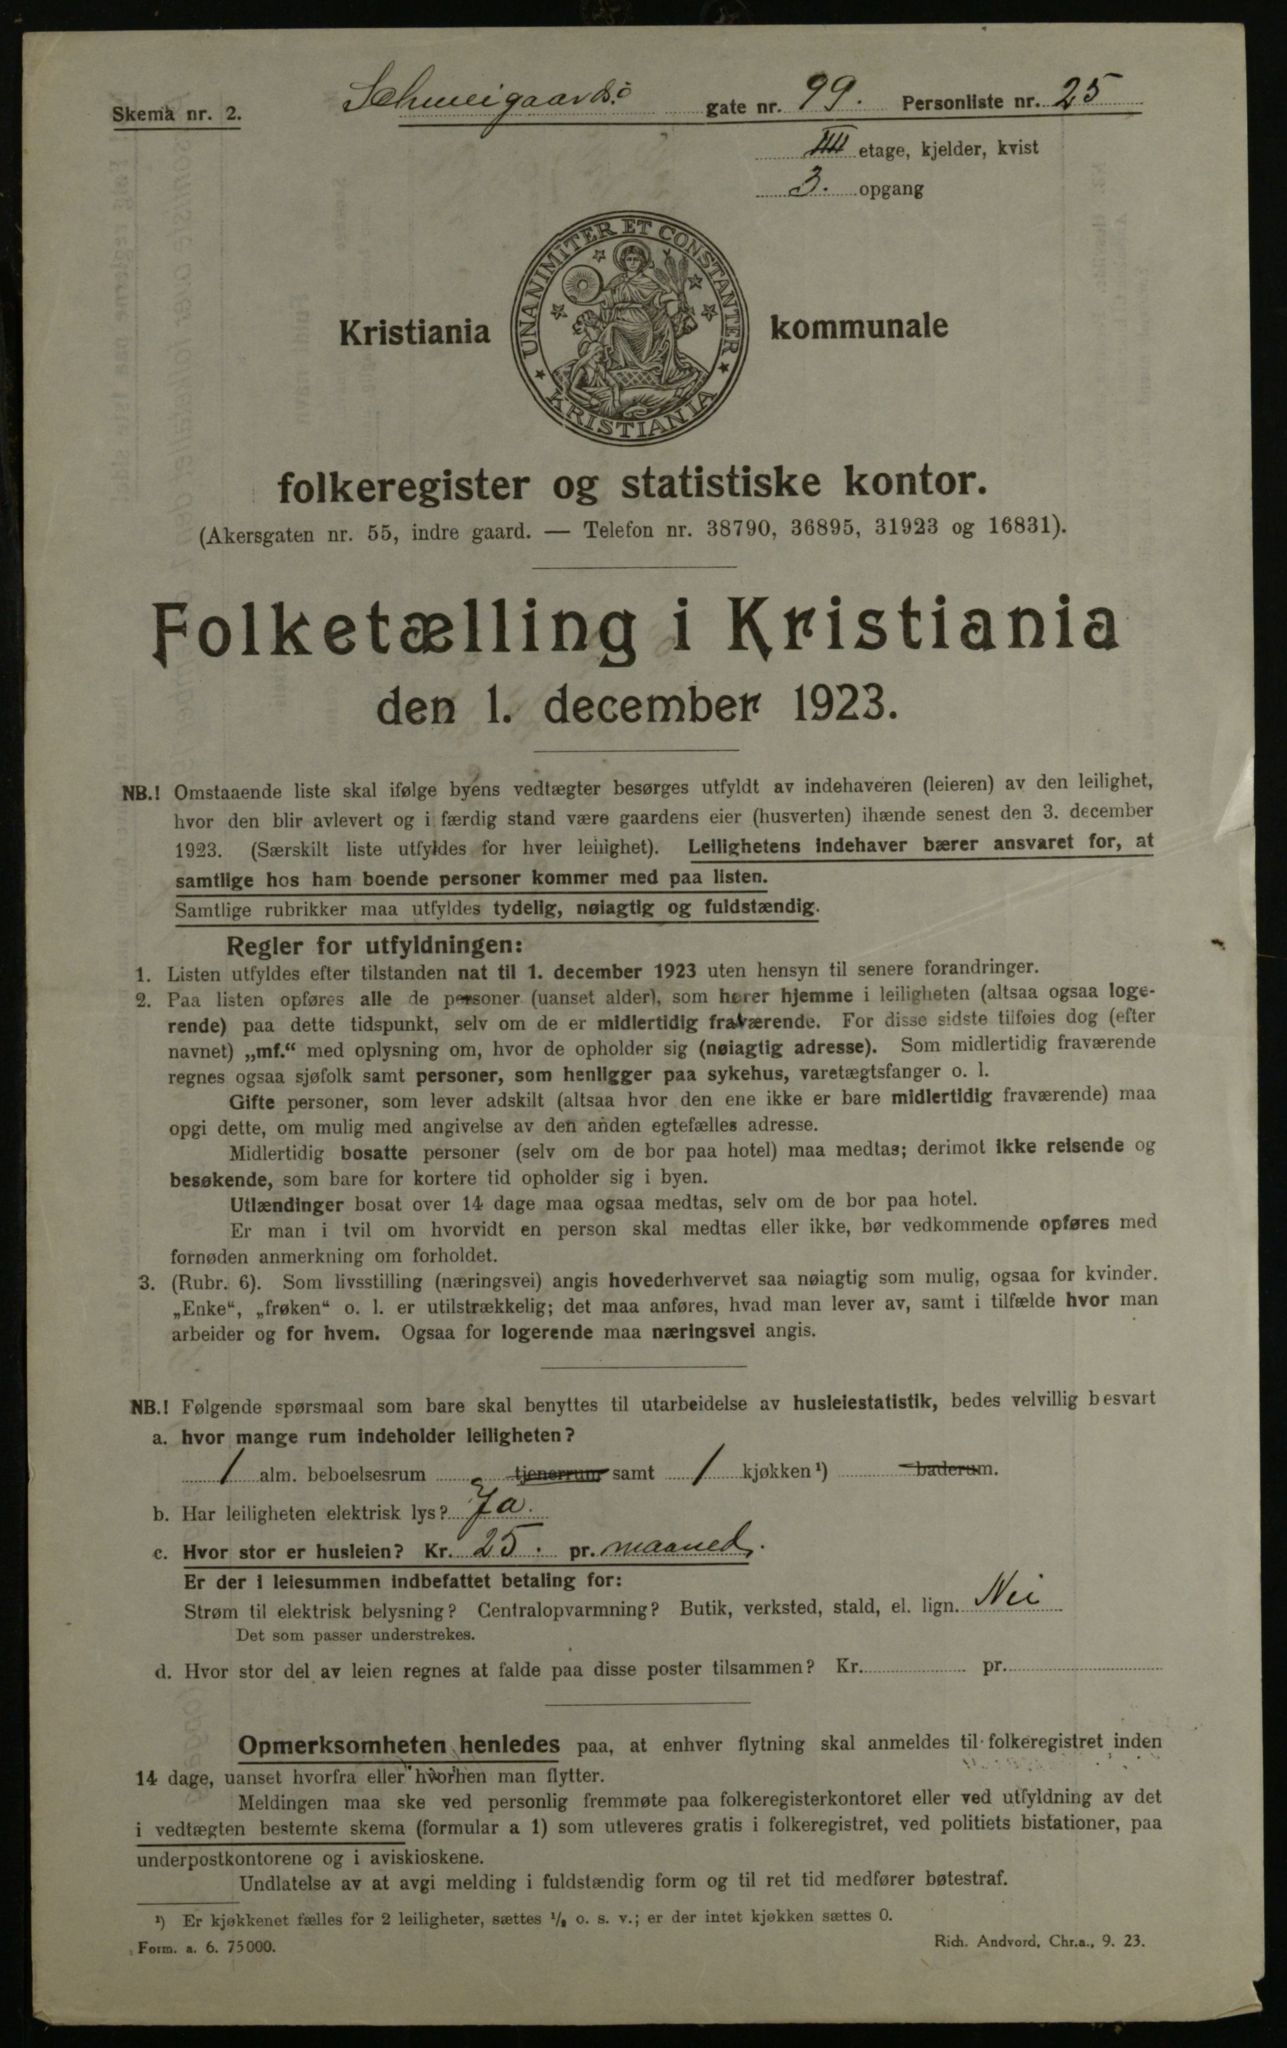 Skema nr. 2.
Schweigaards gate nr. 99. Personliste nr. 25
IIII etage, kjelder, kvist
3. opgang
UNANIMITER ET CONSTANTER
KRISTIANIA
Kristiania kommunale
folkeregister og statistiske kontor.
(Akersgaten nr. 55, indre gaard. — Telefon nr. 38790, 36895, 31923 og 16831).
Folketælling i Kristiania
den 1. december 1923.
NB.! Omstaaende liste skal ifølge byens vedtægter besørges utfyldt av indehaveren (leieren) av den leilighet,
hvor den blir avlevert og i færdig stand være gaardens eier (husverten) ihænde senest den 3. december
1923. (Særskilt liste utfyldes for hver leilighet). Leilighetens indehaver bærer ansvaret for, at
samtlige hos ham boende personer kommer med paa listen.
Samtlige rubrikker maa utfyldes tydelig, nøiagtig og fuldstændig.
Regler for utfyldningen:
1. Listen utfyldes efter tilstanden nat til 1. december 1923 uten hensyn til senere forandringer.
2. Paa listen opføres alle de personer (uanset alder), som hører hjemme i leiligheten (altsaa ogsaa loge-
rende) paa dette tidspunkt, selv om de er midlertidig fraværende. For disse sidste tilføies dog (efter
navnet) „mf.“ med oplysning om, hvor de opholder sig (nøiagtig adresse). Som midlertidig fraværende
regnes ogsaa sjøfolk samt personer, som henligger paa sykehus, varetægtsfanger o. l.
Gifte personer, som lever adskilt (altsaa hvor den ene ikke er bare midlertidig fraværende) maa
opgi dette, om mulig med angivelse av den anden egtefælles adresse.
Midlertidig bosatte personer (selv om de bor paa hotel) maa medtas; derimot ikke reisende og
besøkende, som bare for kortere tid opholder sig i byen.
Utlændinger bosat over 14 dage maa ogsaa medtas, selv om de bor paa hotel.
Er man i tvil om hvorvidt en person skal medtas eller ikke, bør vedkommende opføres med
fornøden anmerkning om forholdet.
3. (Rubr. 6). Som livsstilling (næringsvei) angis hovederhvervet saa nøiagtig som mulig, ogsaa for kvinder.
„Enke“, „frøken“ o. l. er utilstrækkelig; det maa anføres, hvad man lever av, samt i tilfælde hvor man
arbeider og for hvem. Ogsaa for logerende maa næringsvei angis.
NB.! Følgende spørsmaal som bare skal benyttes til utarbeidelse av husleiestatistik, bedes velvillig besvart
a. hvor mange rum indeholder leiligheten?
1 alm. beboelsesrum tjenerrum samt 1 kjøkken ¹) baderum.
b. Har leiligheten elektrisk lys? Ja.
c. Hvor stor er husleien? Kr. 25. pr. maaned.
Er der i leiesummen indbefattet betaling for:
Strøm til elektrisk belysning? Centralopvarmning? Butik, verksted, stald, el. lign. Nei
Det som passer understrekes.
d. Hvor stor del av leien regnes at falde paa disse poster tilsammen? Kr. pr.
Opmerksomheten henledes paa, at enhver flytning skal anmeldes til folkeregistret inden
14 dage, uanset hvorfra eller hvorhen man flytter.
Meldingen maa ske ved personlig fremmøte paa folkeregisterkontoret eller ved utfyldning av det
i vedtægten bestemte skema (formular a 1) som utleveres gratis i folkeregistret, ved politiets bistationer, paa
underpostkontorene og i aviskioskene.
Undlatelse av at avgi melding i fuldstændig form og til ret tid medfører bøtestraf.
¹) Er kjøkkenet fælles for 2 leiligheter, sættes ½ o. s. v.; er der intet kjøkken sættes 0.
Form. a. 6. 75000.
Rich. Andvord, Chr.a., 9. 23.